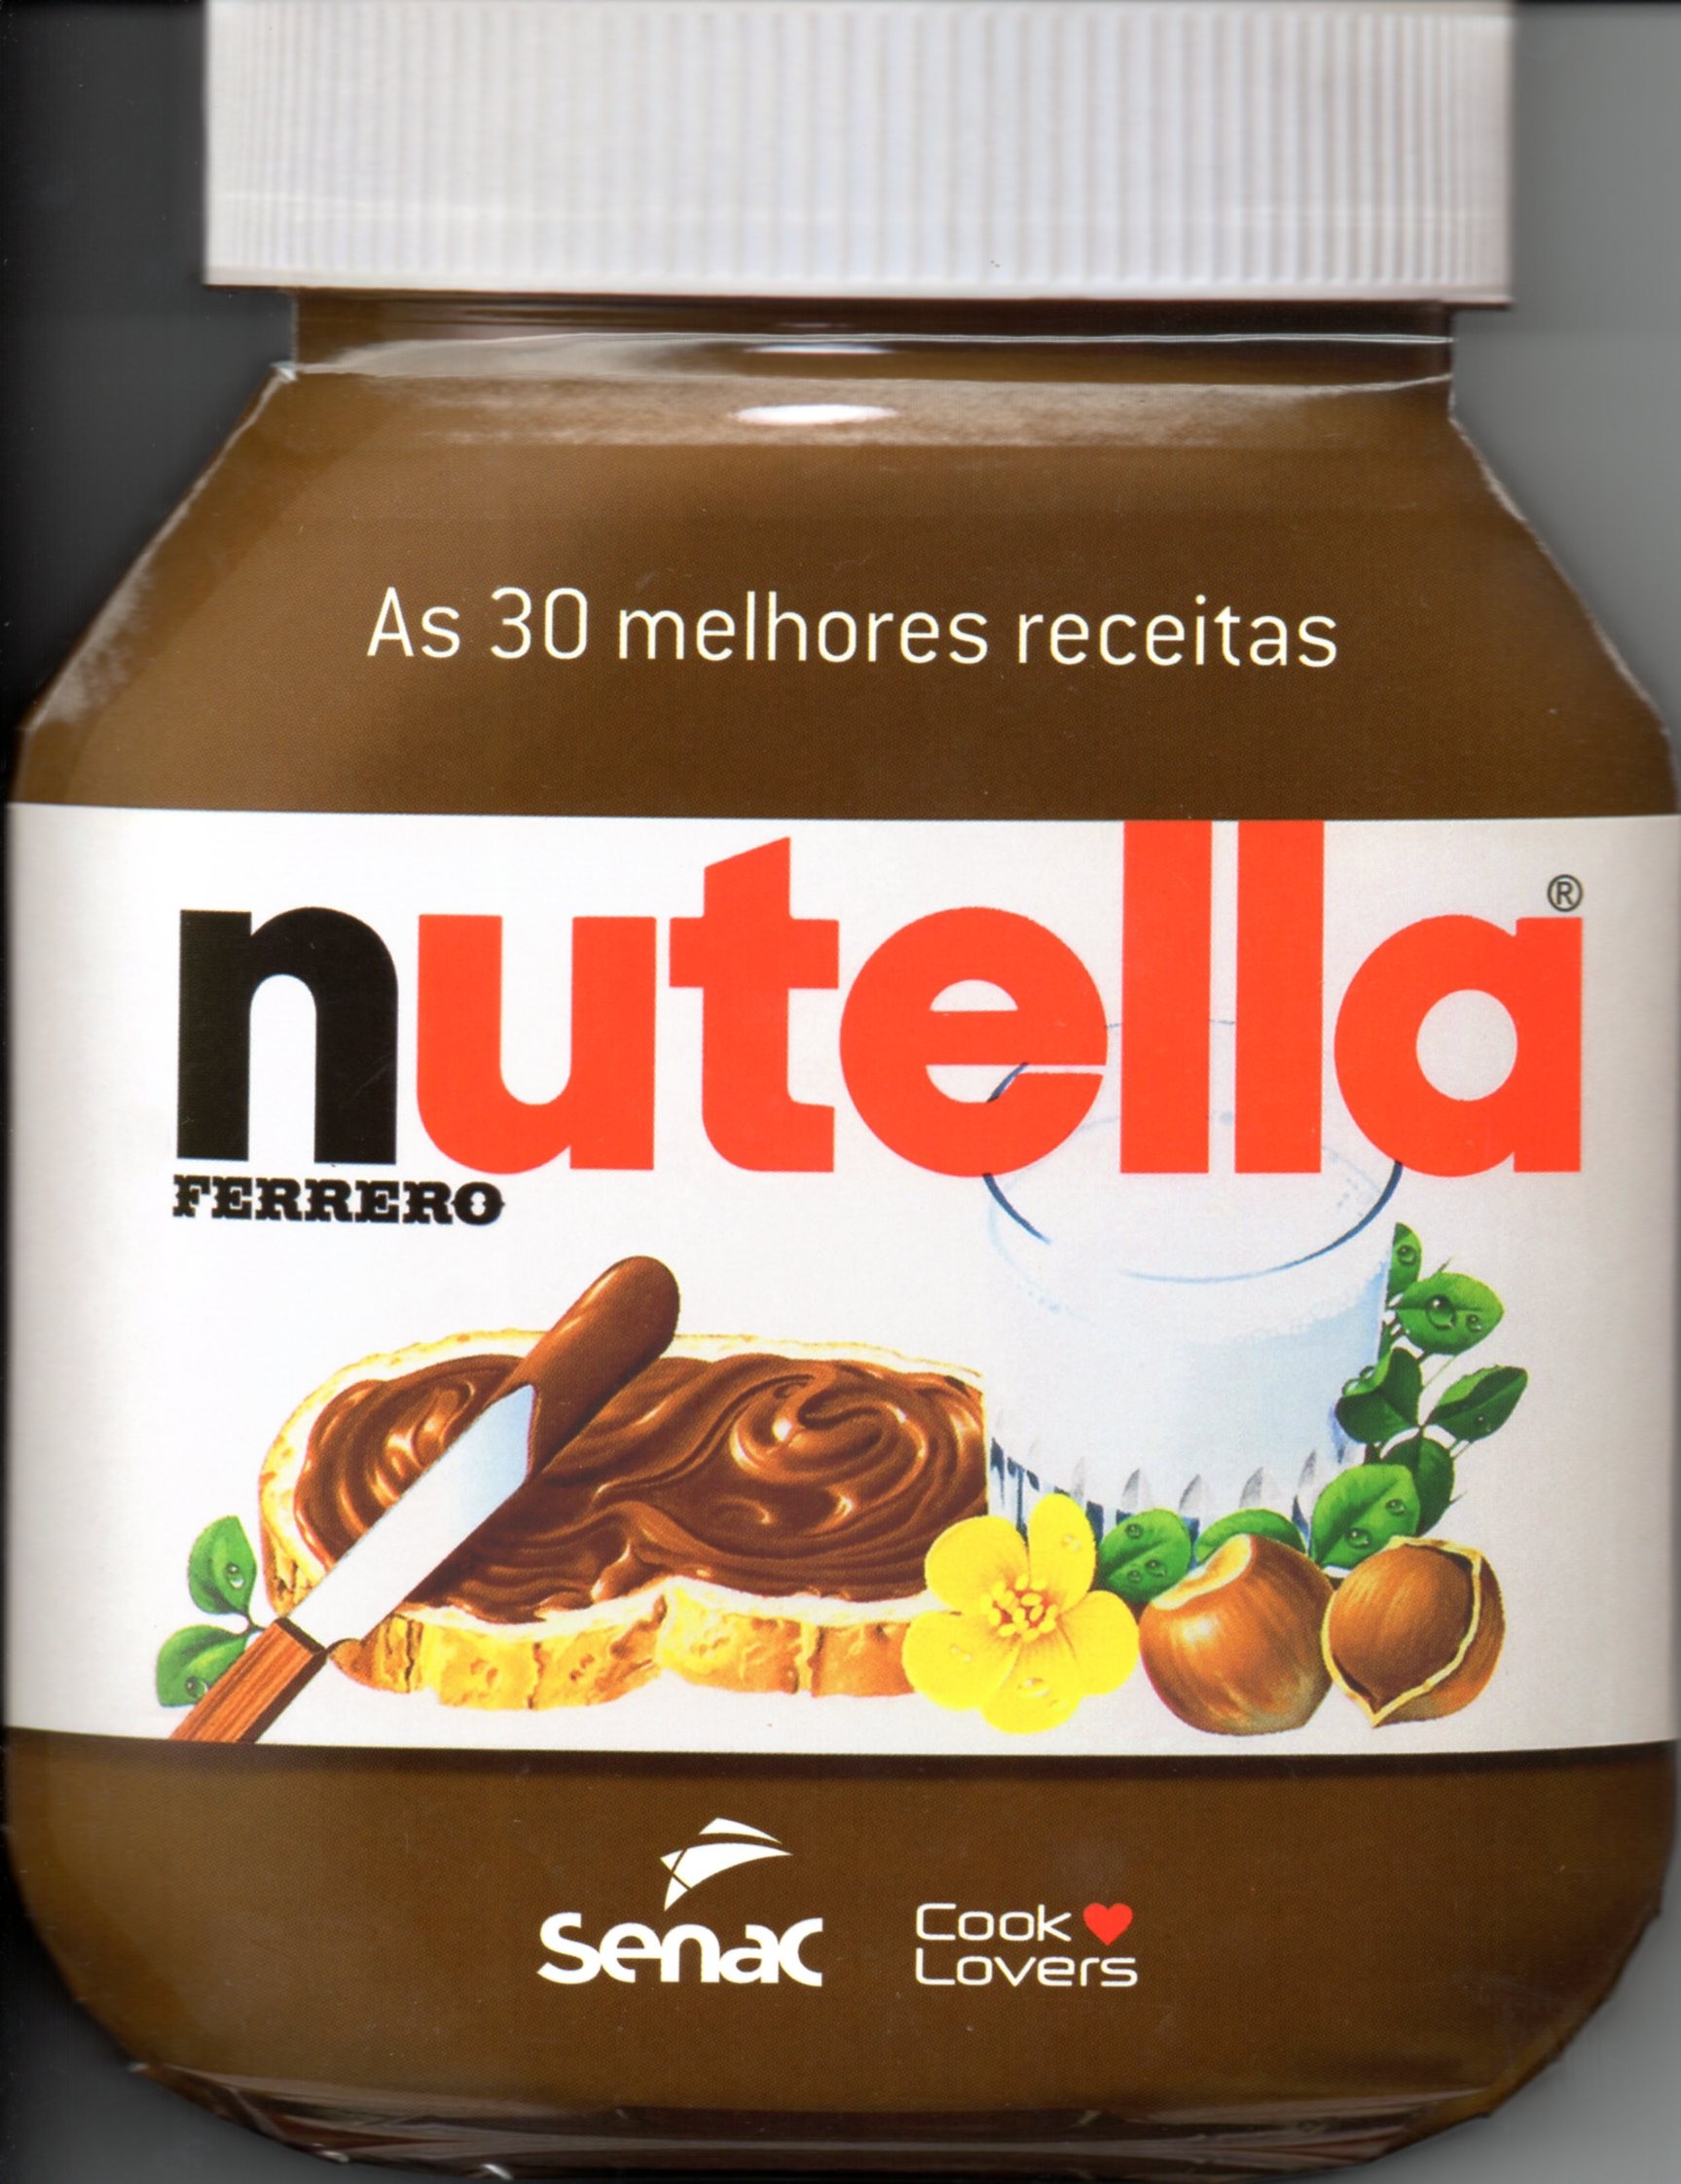 As 30 melhores receitas
nutella®
FERRERO
senac
Cook ♥
Lovers